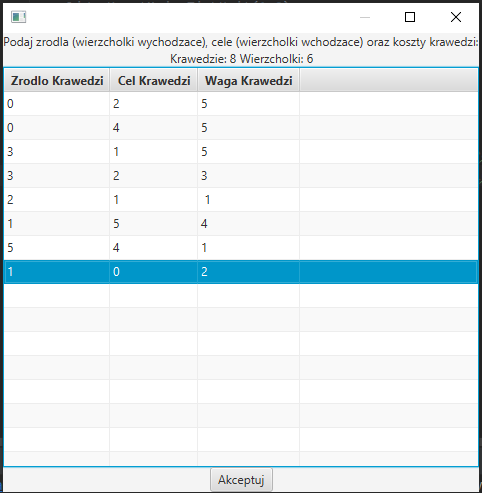 Podaj zrodla (wierzcholki wychodzace), cele (wierzcholki wchodzace) oraz koszty krawedzi:
Krawedzie: 8 Wierzcholki: 6
Zrodlo Krawedzi Cel Krawedzi Waga Krawedzi
0 2 5
0 4 5
3 1 5
3 2 3
2 1 1
1 5 4
5 4 1
1 0 2
Akceptuj